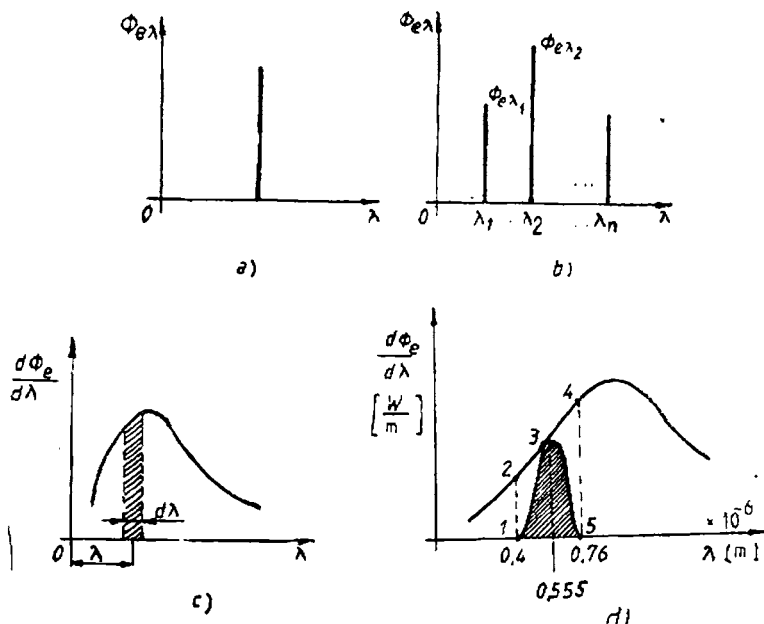 Φeλ
0
λ
a)
Φeλ
Φeλ1
Φeλ2
...
0
λ1
λ2
...
λn
λ
b)
dΦe
dλ
dλ
0
λ
λ
c)
dΦe
dλ
[W
m]
1
2
3
4
5
0,4
0,76
× 10-6
λ [m]
0,555
d)